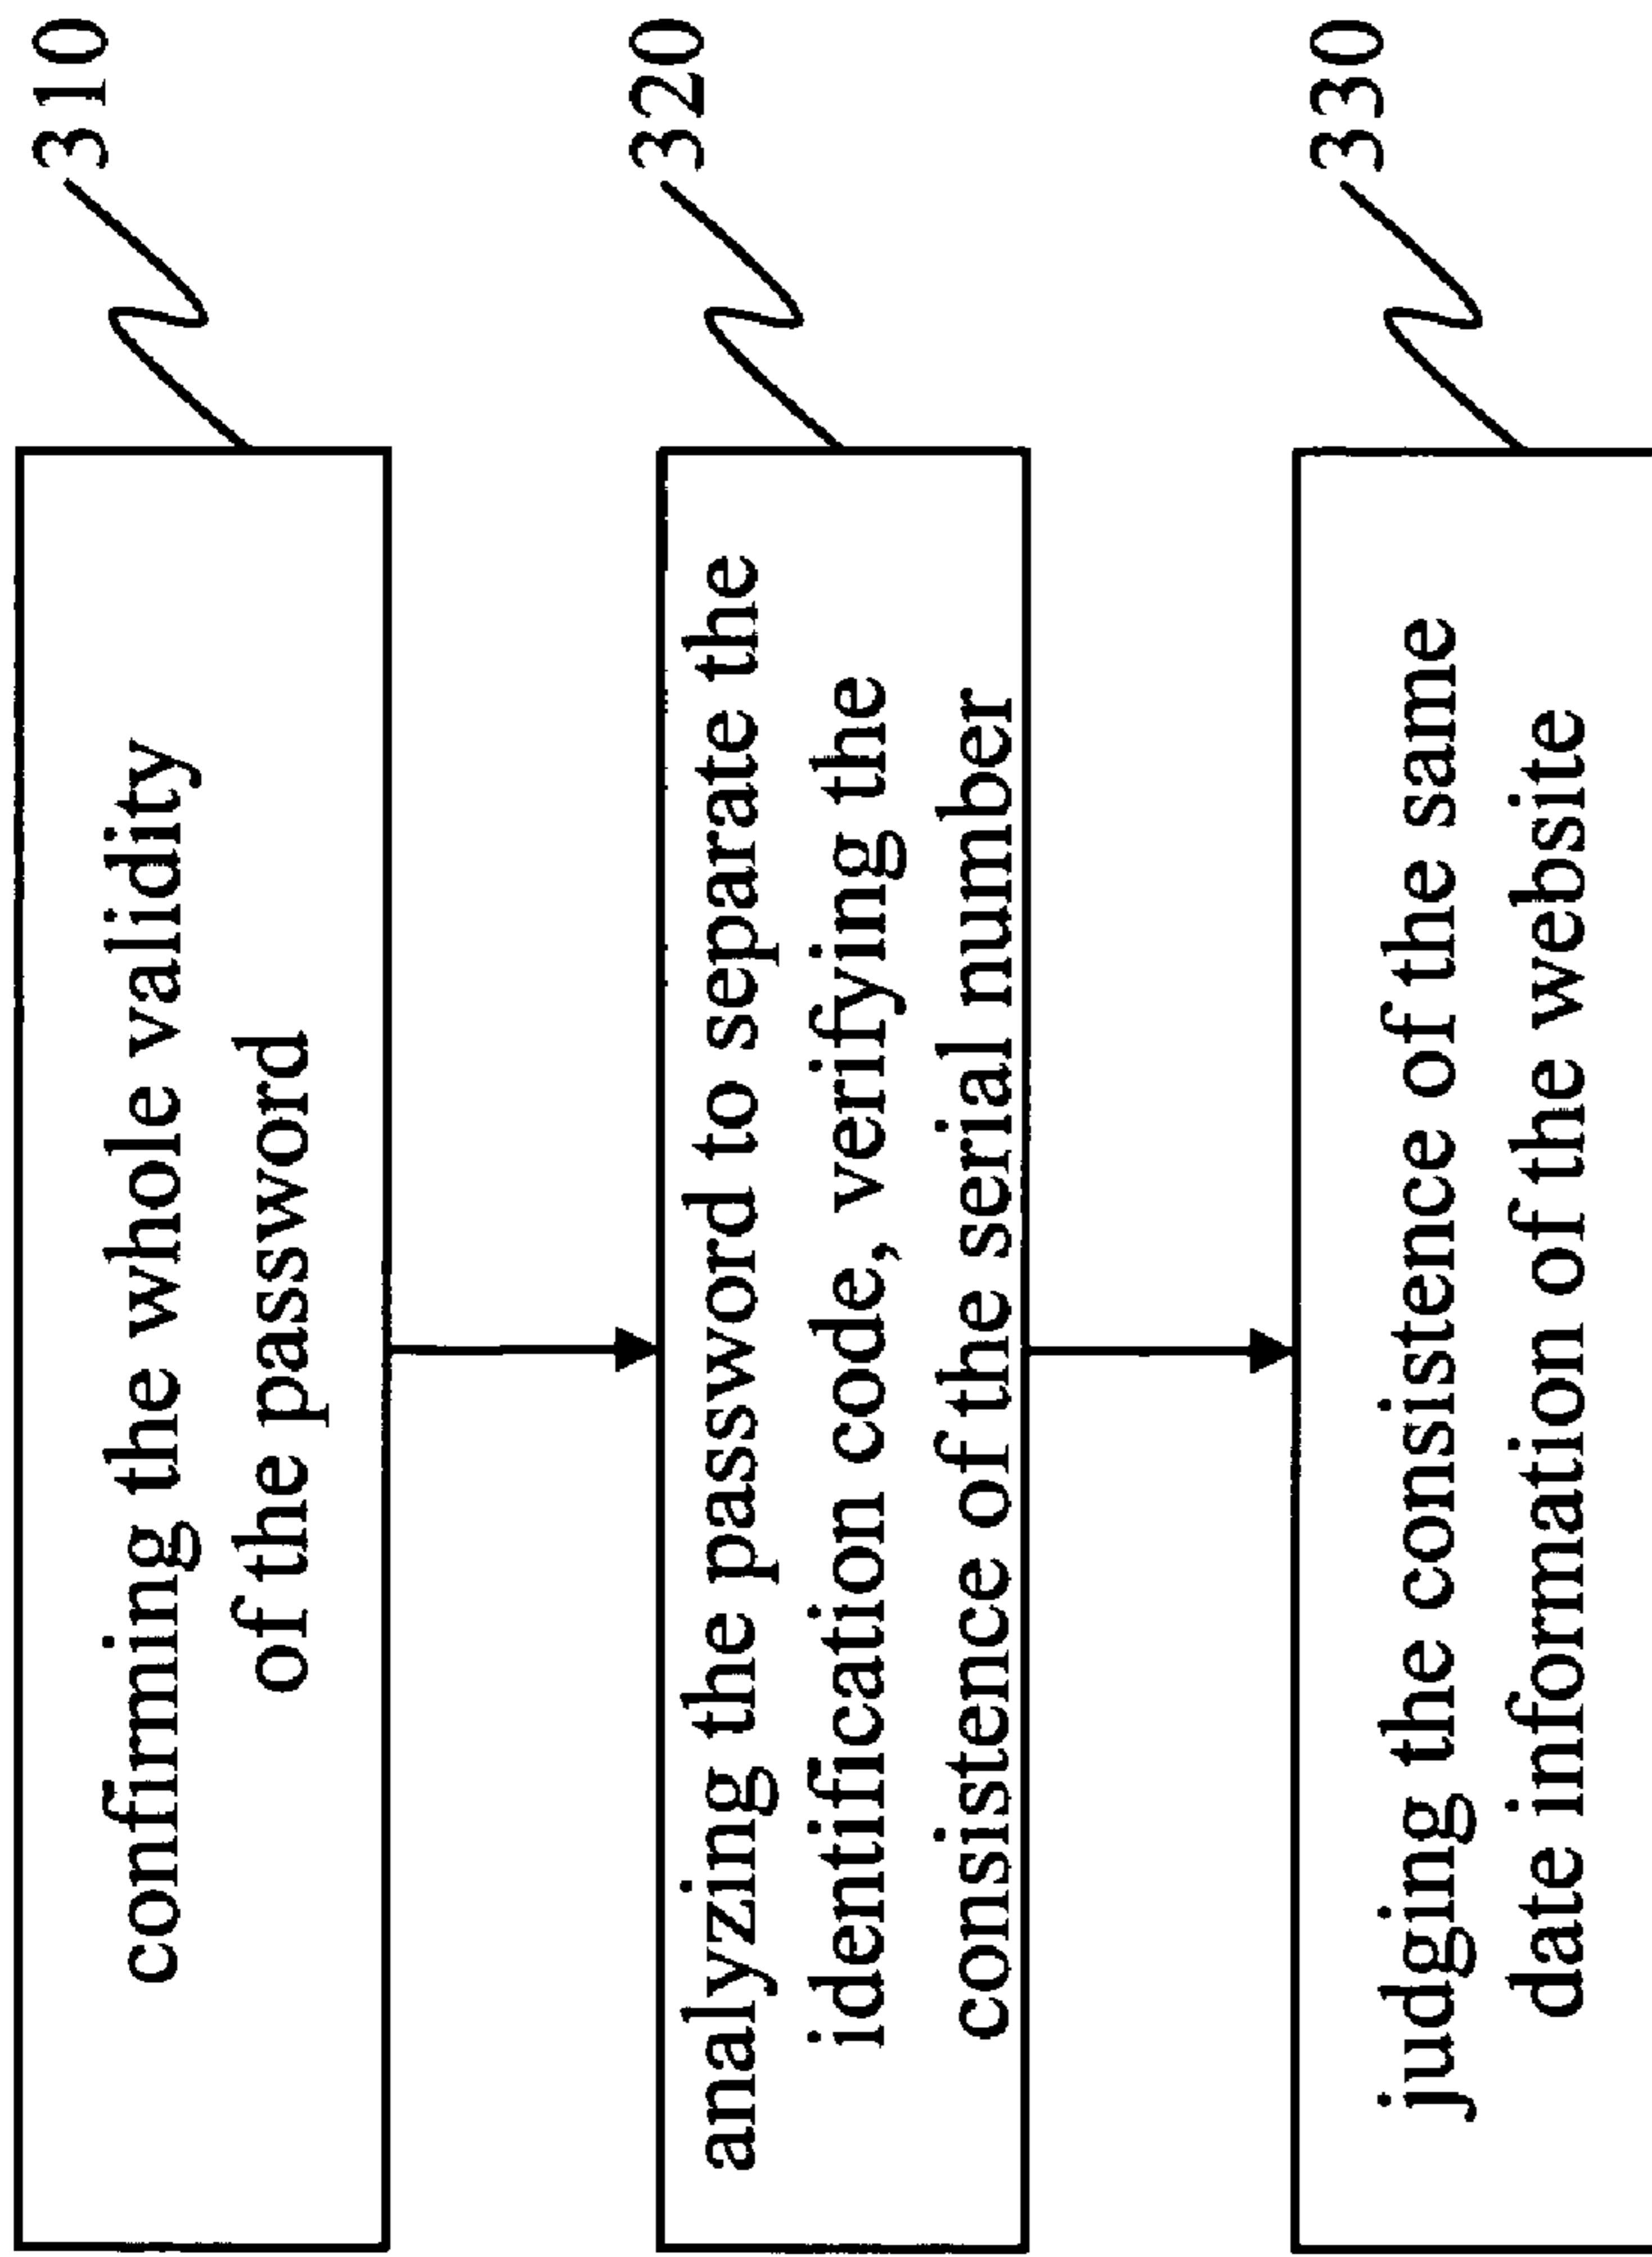 confirming the whole validity
of the password
310
analyzing the password to separate the
identification code, verifying the
consistence of the serial number
320
judging the consistence of the same
date information of the website
330